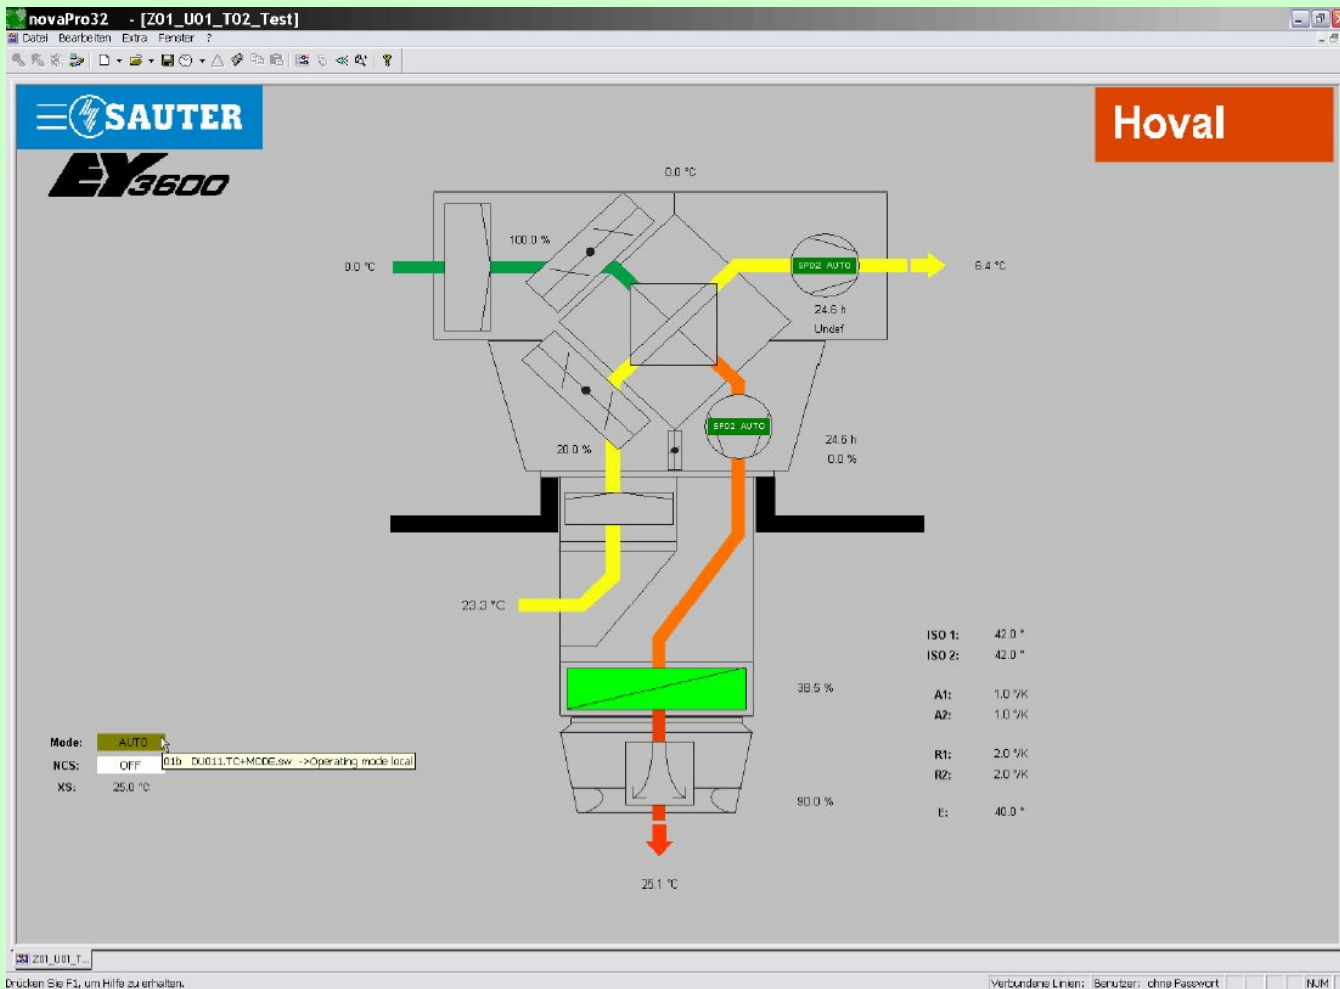 novaPro32 - [Z01_U01_T02_Test]
Datei Bearbeiten Extra Fenster ?
SAUTER
Hoval
EY3600
0.0 °C
100.0 %
0.0 °C
SP02 AUTO
6.4 °C
24.6 h
Undef
SP02 AUTO
20.0 %
24.6 h
0.0 %
23.3 °C
ISO 1: 42.0 °
ISO 2: 42.0 °
38.5 %
A1: 1.0 °/K
A2: 1.0 °/K
Mode: AUTO
01b DU011.TC+MODE.sw ->Operating mode local
NCS: OFF
R1: 2.0 °/K
R2: 2.0 °/K
XS: 25.0 °C
90.0 %
E: 40.0 °
25.1 °C
Z01_U01_T...
Drücken Sie F1, um Hilfe zu erhalten.
Verbundene Linien: Benutzer: ohne Passwort NUM